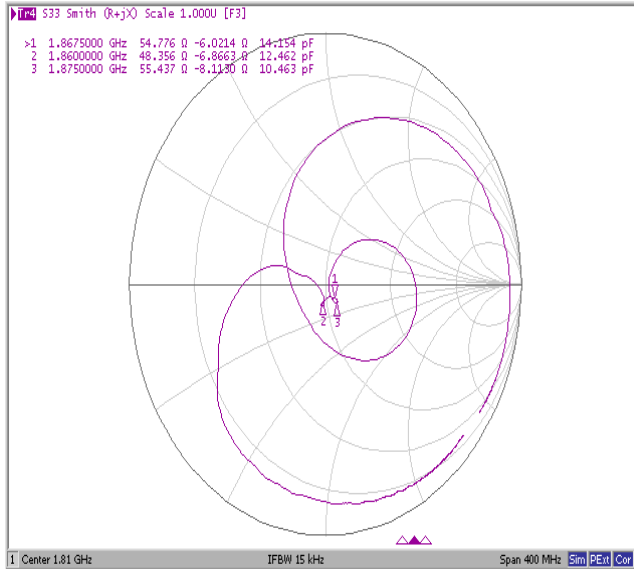 Tr4 S33 Smith (R+jX) Scale 1.000U [F3]
>1 1.8675000 GHz 54.776 Ω -6.0214 Ω 14.154 pF
2 1.8600000 GHz 48.356 Ω -6.8663 Ω 12.462 pF
3 1.8750000 GHz 55.437 Ω -8.1130 Ω 10.463 pF
1
2
3
1 Center 1.81 GHz IFBW 15 kHz Span 400 MHz Sim PExt Cor